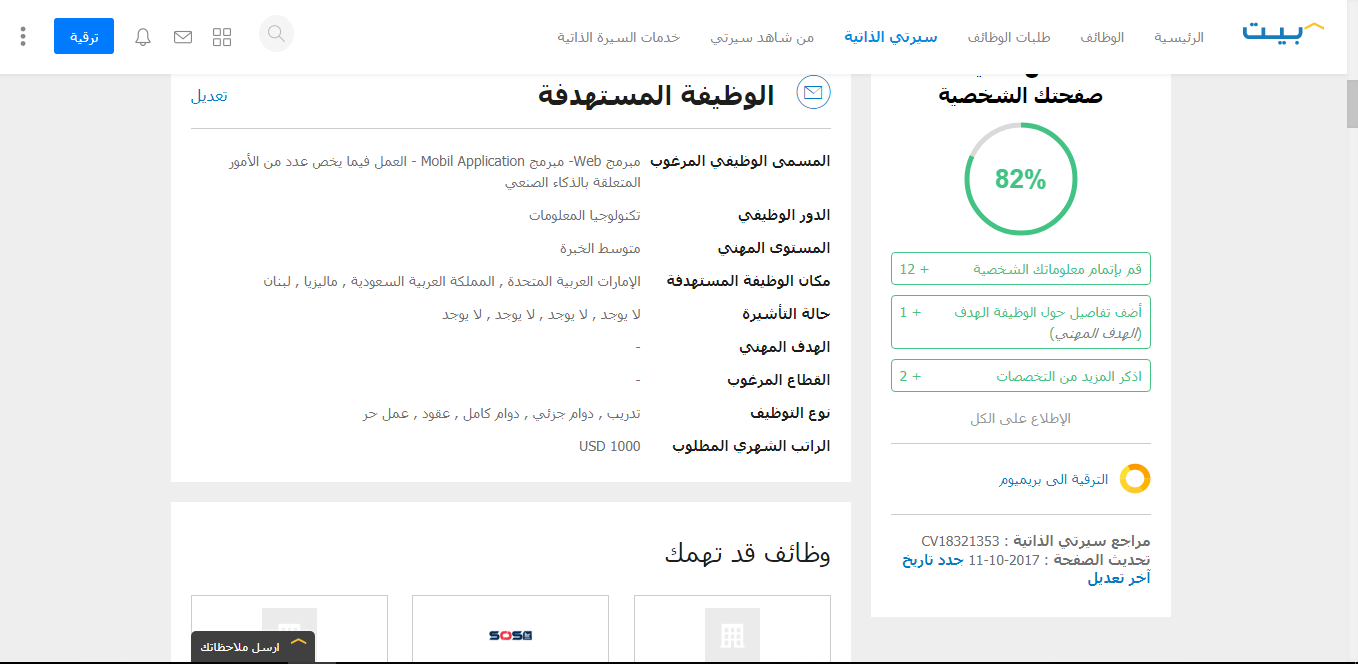 بيت
الرئيسية
الوظائف
طلبات الوظائف
سيرتي الذاتية
من شاهد سيرتي
خدمات السيرة الذاتية
ترقية
صفحتك الشخصية
82%
قم بإتمام معلوماتك الشخصية + 12
أضف تفاصيل حول الوظيفة الهدف + 1
(الهدف المهني)
اذكر المزيد من التخصصات + 2
الإطلاع على الكل
الترقية الى بريميوم
مراجع سيرتي الذاتية : CV18321353
تحديث الصفحة : 2017-10-11 جدد تاريخ
آخر تعديل
الوظيفة المستهدفة
تعديل
المسمى الوظيفي المرغوب مبرمج Web- مبرمج Mobil Application - العمل فيما يخص عدد من الأمور
المتعلقة بالذكاء الصنعي
الدور الوظيفي تكنولوجيا المعلومات
المستوى المهني متوسط الخبرة
مكان الوظيفة المستهدفة الإمارات العربية المتحدة , المملكة العربية السعودية , ماليزيا , لبنان
حالة التأشيرة لا يوجد , لا يوجد , لا يوجد , لا يوجد
الهدف المهني -
القطاع المرغوب -
نوع التوظيف تدريب , دوام جزئي , دوام كامل , عقود , عمل حر
الراتب الشهري المطلوب USD 1000
وظائف قد تهمك
SOS
ارسل ملاحظاتك